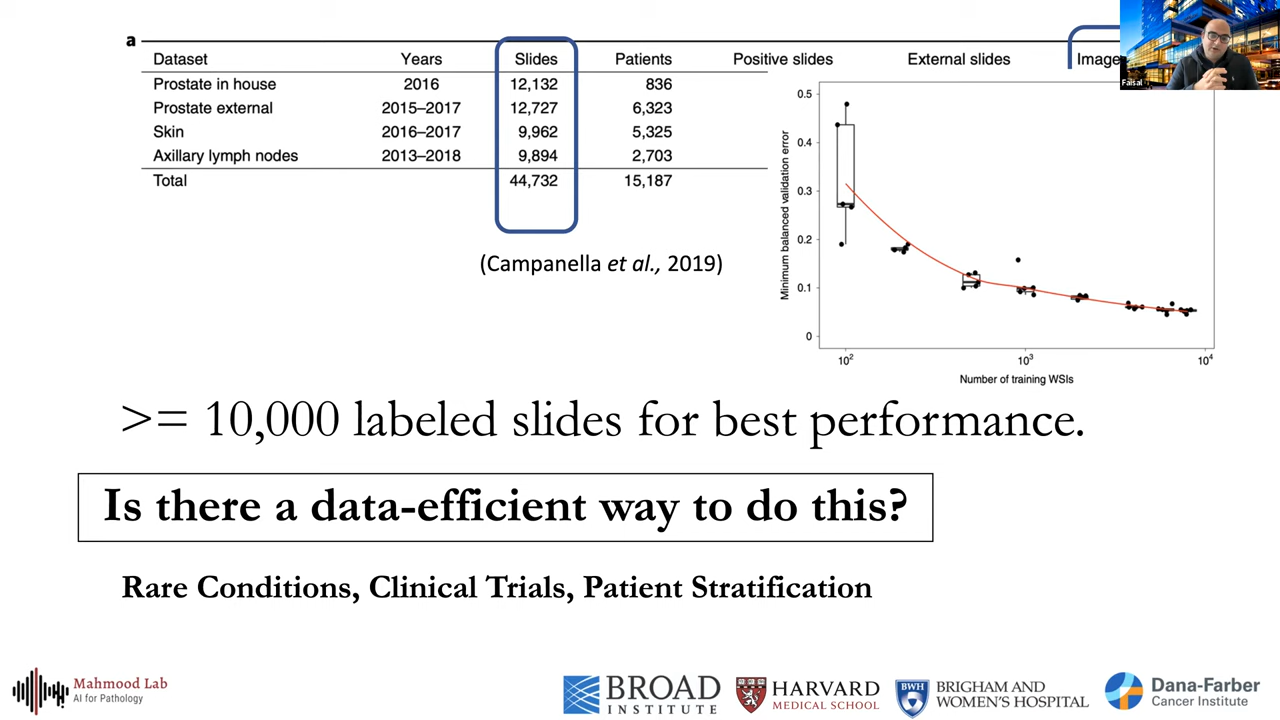 a
Dataset Years Slides Patients Positive slides External slides Image
Prostate in house 2016 12,132 836
Prostate external 2015–2017 12,727 6,323
Skin 2016–2017 9,962 5,325
Axillary lymph nodes 2013–2018 9,894 2,703
Total 44,732 15,187
(Campanella et al., 2019)
Faisal
Minimum balanced validation error
0.5
0.4
0.3
0.2
0.1
0
10² 10³ 10⁴
Number of training WSIs
>= 10,000 labeled slides for best performance.
Is there a data-efficient way to do this?
Rare Conditions, Clinical Trials, Patient Stratification
Mahmood Lab
AI for Pathology
BROAD
INSTITUTE
HARVARD
MEDICAL SCHOOL
BWH
BRIGHAM AND
WOMEN'S HOSPITAL
Dana-Farber
Cancer Institute